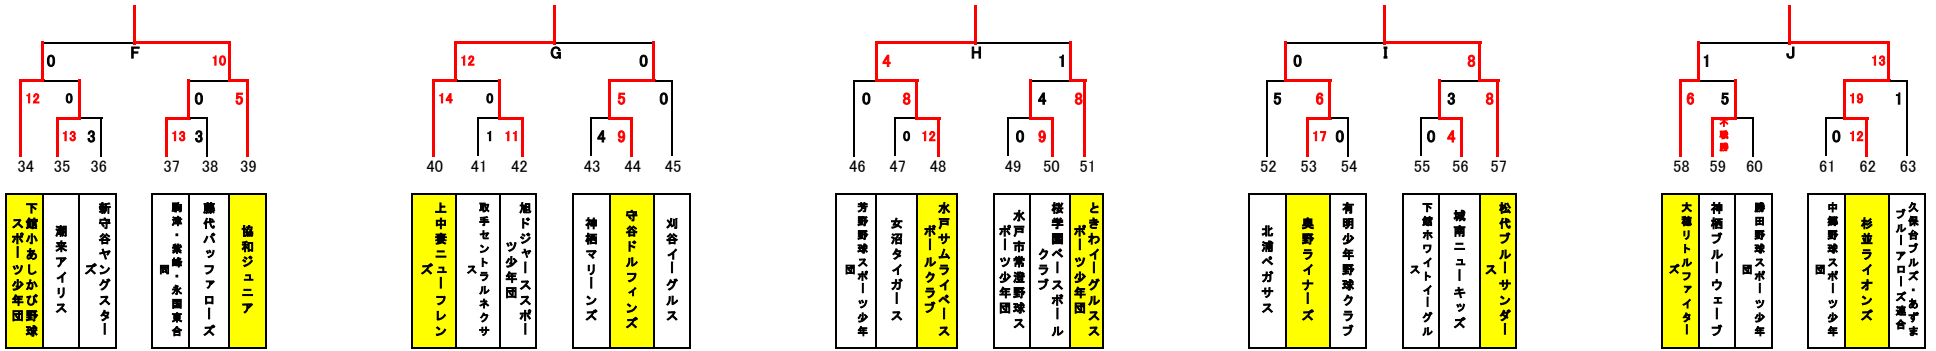 F G H I J
0 10 12 0 4 1 0 8 1 13
12 0 0 5 14 0 5 0 0 8 4 8 5 6 3 8 6 5 19 1
13 3 13 3 1 11 4 9 0 12 0 9 17 0 0 4 不戦勝 0 12
34 35 36 37 38 39 40 41 42 43 44 45 46 47 48 49 50 51 52 53 54 55 56 57 58 59 60 61 62 63
下館小あしかび野球
スポーツ少年団
潮来アイリス
新守谷ヤングスター
ズ
駒津・紫峰・永国東合
同
藤代バッファローズ
協和ジュニア
上中妻ニューフレン
ズ
取手セントラルネクサ
ス
旭ドジャーススポー
ツ少年団
神栖マリーンズ
守谷ドルフィンズ
刈谷イーグルス
芳野野球スポーツ少年
団
女沼タイガース
水戸サムライベース
ボールクラブ
水戸市常澄野球ス
ポーツ少年団
桜学園ベースボール
クラブ
ときわイーグルスス
ポーツ少年団
北浦ペガサス
奥野ライナーズ
有明少年野球クラブ
下館ホワイトイーグル
ス
城南ニューキッズ
松代ブルーサンダー
ス
大穂リトルファイター
ズ
神栖ブルーウェーブ
勝田野球スポーツ少年
団
中郷野球スポーツ少年
団
杉並ライオンズ
久保台ブルズ・あずま
ブルーアローズ連合